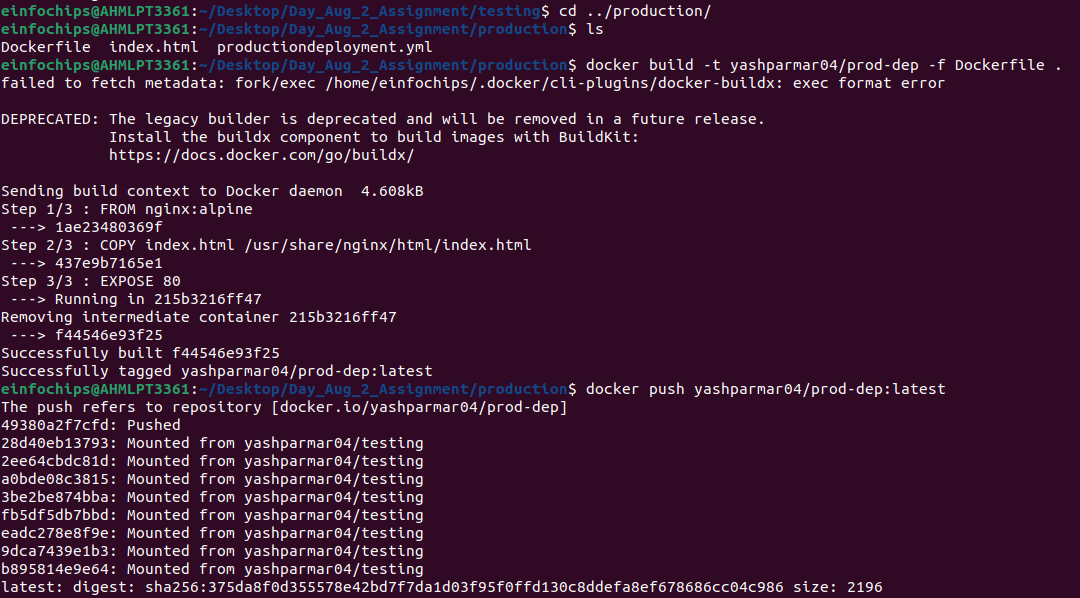 einfochips@AHMLPT3361:~/Desktop/Day_Aug_2_Assignment/testing$ cd ../production/
einfochips@AHMLPT3361:~/Desktop/Day_Aug_2_Assignment/production$ ls
Dockerfile  index.html  productiondeployment.yml
einfochips@AHMLPT3361:~/Desktop/Day_Aug_2_Assignment/production$ docker build -t yashparmar04/prod-dep -f Dockerfile .
failed to fetch metadata: fork/exec /home/einfochips/.docker/cli-plugins/docker-buildx: exec format error

DEPRECATED: The legacy builder is deprecated and will be removed in a future release.
            Install the buildx component to build images with BuildKit:
            https://docs.docker.com/go/buildx/

Sending build context to Docker daemon  4.608kB
Step 1/3 : FROM nginx:alpine
 ---> 1ae23480369f
Step 2/3 : COPY index.html /usr/share/nginx/html/index.html
 ---> 437e9b7165e1
Step 3/3 : EXPOSE 80
 ---> Running in 215b3216ff47
Removing intermediate container 215b3216ff47
 ---> f44546e93f25
Successfully built f44546e93f25
Successfully tagged yashparmar04/prod-dep:latest
einfochips@AHMLPT3361:~/Desktop/Day_Aug_2_Assignment/production$ docker push yashparmar04/prod-dep:latest
The push refers to repository [docker.io/yashparmar04/prod-dep]
49380a2f7cfd: Pushed
28d40eb13793: Mounted from yashparmar04/testing
2ee64cbdc81d: Mounted from yashparmar04/testing
a0bde08c3815: Mounted from yashparmar04/testing
3be2be874bba: Mounted from yashparmar04/testing
fb5df5db7bbd: Mounted from yashparmar04/testing
eadc278e8f9e: Mounted from yashparmar04/testing
9dca7439e1b3: Mounted from yashparmar04/testing
b895814e9e64: Mounted from yashparmar04/testing
latest: digest: sha256:375da8f0d355578e42bd7f7da1d03f95f0ffd130c8ddefa8ef678686cc04c986 size: 2196